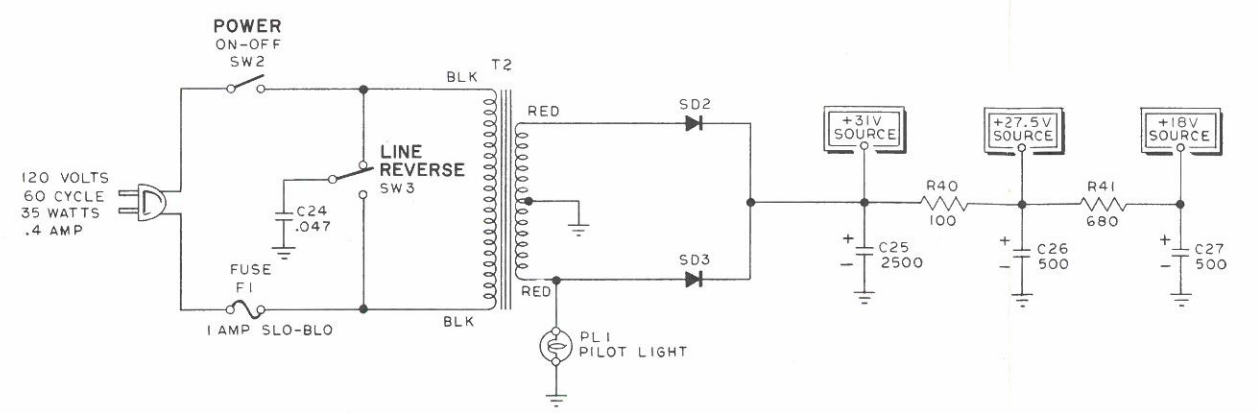 POWER
ON-OFF
SW2
BLK
T2
RED
SD2
+31V
SOURCE
+27.5V
SOURCE
+18V
SOURCE
LINE
REVERSE
SW3
120 VOLTS
60 CYCLE
35 WATTS
.4 AMP
C24
.047
R40
100
R41
680
+
-
C25
2500
+
-
C26
500
+
-
C27
500
FUSE
F1
1 AMP SLO-BLO
BLK
RED
SD3
PL1
PILOT LIGHT